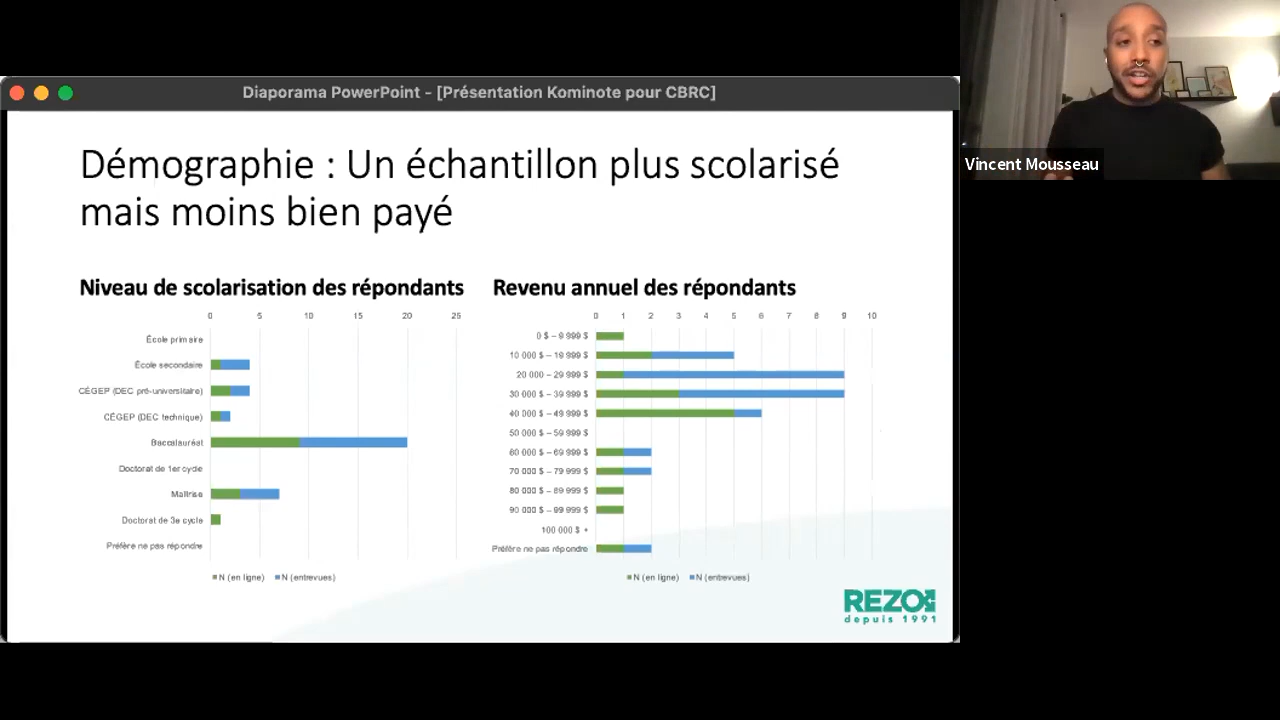 Diaporama PowerPoint - [Présentation Kominote pour CBRC]
Vincent Mousseau
Démographie : Un échantillon plus scolarisé
mais moins bien payé
Niveau de scolarisation des répondants
0 5 10 15 20 25
École primaire
École secondaire
CÉGEP (DEC pré-universitaire)
CÉGEP (DEC technique)
Baccalauréat
Doctorat de 1er cycle
Maîtrise
Doctorat de 3e cycle
Préfère ne pas répondre
N (en ligne) N (entrevues)
Revenu annuel des répondants
0 1 2 3 4 5 6 7 8 9 10
0 $ – 9 999 $
10 000 $ – 19 999 $
20 000 – 29 999 $
30 000 $ – 39 999 $
40 000 $ – 49 999 $
50 000 $ – 59 999 $
60 000 $ – 69 999 $
70 000 $ – 79 999 $
80 000 $ – 89 999 $
90 000 $ – 99 999 $
100 000 $ +
Préfère ne pas répondre
N (en ligne) N (entrevues)
REZO
depuis 1991